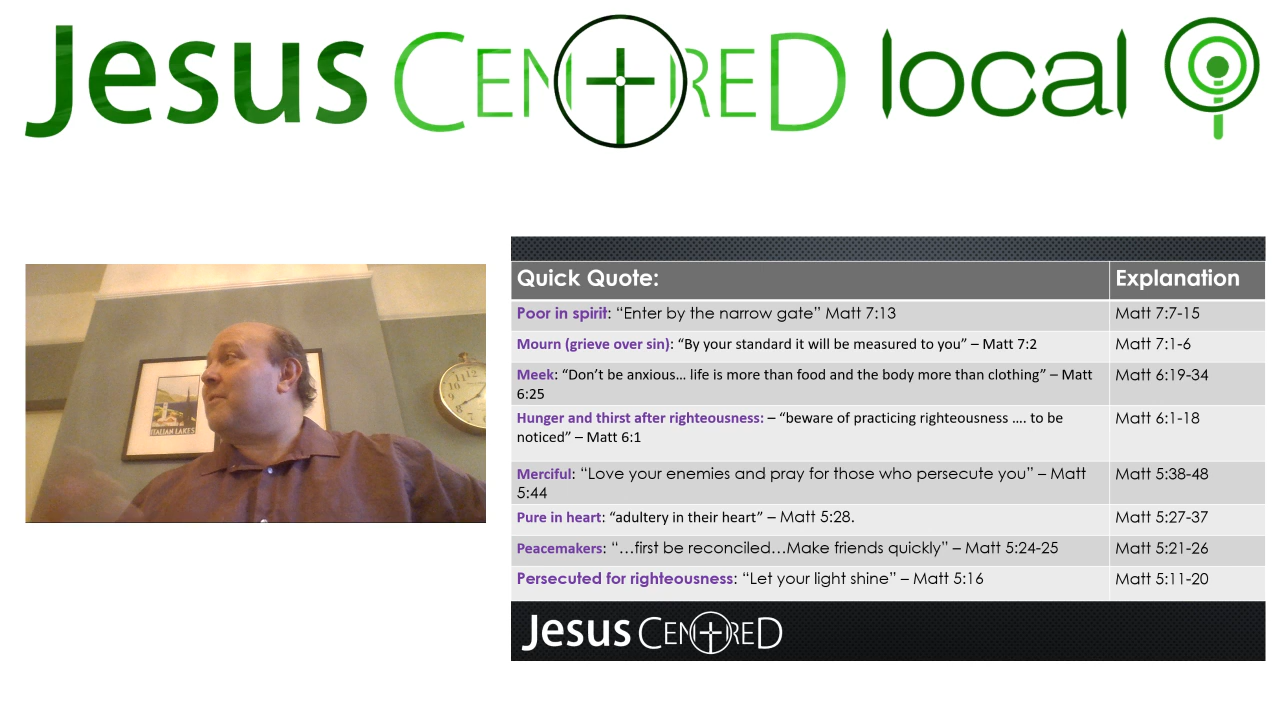 Jesus CENTRED local
ITALIAN LAKES
Quick Quote: Explanation
Poor in spirit: “Enter by the narrow gate” Matt 7:13 Matt 7:7-15
Mourn (grieve over sin): “By your standard it will be measured to you” – Matt 7:2 Matt 7:1-6
Meek: “Don’t be anxious… life is more than food and the body more than clothing” – Matt Matt 6:19-34
6:25
Hunger and thirst after righteousness: – “beware of practicing righteousness …. to be Matt 6:1-18
noticed” – Matt 6:1
Merciful: “Love your enemies and pray for those who persecute you” – Matt Matt 5:38-48
5:44
Pure in heart: “adultery in their heart” – Matt 5:28. Matt 5:27-37
Peacemakers: “…first be reconciled…Make friends quickly” – Matt 5:24-25 Matt 5:21-26
Persecuted for righteousness: “Let your light shine” – Matt 5:16 Matt 5:11-20
Jesus CENTRED